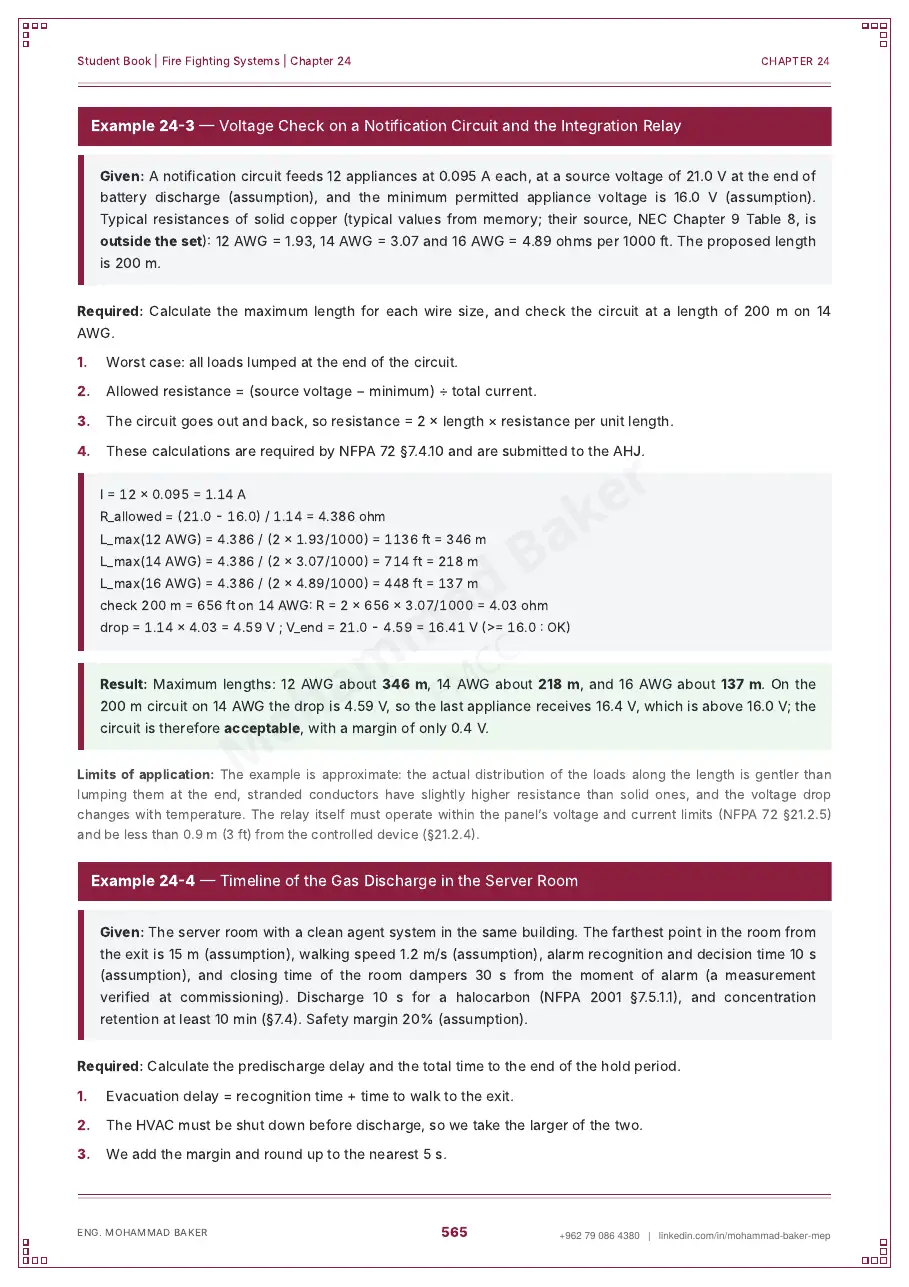 Student Book | Fire Fighting Systems | Chapter 24
CHAPTER 24
Example 24-3 — Voltage Check on a Notification Circuit and the Integration Relay
Given: A notification circuit feeds 12 appliances at 0.095 A each, at a source voltage of 21.0 V at the end of
battery discharge (assumption), and the minimum permitted appliance voltage is 16.0 V (assumption).
Typical resistances of solid copper (typical values from memory; their source, NEC Chapter 9 Table 8, is
outside the set): 12 AWG = 1.93, 14 AWG = 3.07 and 16 AWG = 4.89 ohms per 1000 ft. The proposed length
is 200 m.
Required: Calculate the maximum length for each wire size, and check the circuit at a length of 200 m on 14
AWG.
1. Worst case: all loads lumped at the end of the circuit.
2. Allowed resistance = (source voltage − minimum) ÷ total current.
3. The circuit goes out and back, so resistance = 2 × length × resistance per unit length.
4. These calculations are required by NFPA 72 §7.4.10 and are submitted to the AHJ.
I = 12 × 0.095 = 1.14 A
R_allowed = (21.0 - 16.0) / 1.14 = 4.386 ohm
L_max(12 AWG) = 4.386 / (2 × 1.93/1000) = 1136 ft = 346 m
L_max(14 AWG) = 4.386 / (2 × 3.07/1000) = 714 ft = 218 m
L_max(16 AWG) = 4.386 / (2 × 4.89/1000) = 448 ft = 137 m
check 200 m = 656 ft on 14 AWG: R = 2 × 656 × 3.07/1000 = 4.03 ohm
drop = 1.14 × 4.03 = 4.59 V ; V_end = 21.0 - 4.59 = 16.41 V (>= 16.0 : OK)
Result: Maximum lengths: 12 AWG about 346 m, 14 AWG about 218 m, and 16 AWG about 137 m. On the
200 m circuit on 14 AWG the drop is 4.59 V, so the last appliance receives 16.4 V, which is above 16.0 V; the
circuit is therefore acceptable, with a margin of only 0.4 V.
Limits of application: The example is approximate: the actual distribution of the loads along the length is gentler than
lumping them at the end, stranded conductors have slightly higher resistance than solid ones, and the voltage drop
changes with temperature. The relay itself must operate within the panel's voltage and current limits (NFPA 72 §21.2.5)
and be less than 0.9 m (3 ft) from the controlled device (§21.2.4).
Example 24-4 — Timeline of the Gas Discharge in the Server Room
Given: The server room with a clean agent system in the same building. The farthest point in the room from
the exit is 15 m (assumption), walking speed 1.2 m/s (assumption), alarm recognition and decision time 10 s
(assumption), and closing time of the room dampers 30 s from the moment of alarm (a measurement
verified at commissioning). Discharge 10 s for a halocarbon (NFPA 2001 §7.5.1.1), and concentration
retention at least 10 min (§7.4). Safety margin 20% (assumption).
Required: Calculate the predischarge delay and the total time to the end of the hold period.
1. Evacuation delay = recognition time + time to walk to the exit.
2. The HVAC must be shut down before discharge, so we take the larger of the two.
3. We add the margin and round up to the nearest 5 s.
Mohammad Baker
MCC
ENG. MOHAMMAD BAKER
565
+962 79 086 4380 | linkedin.com/in/mohammad-baker-mep